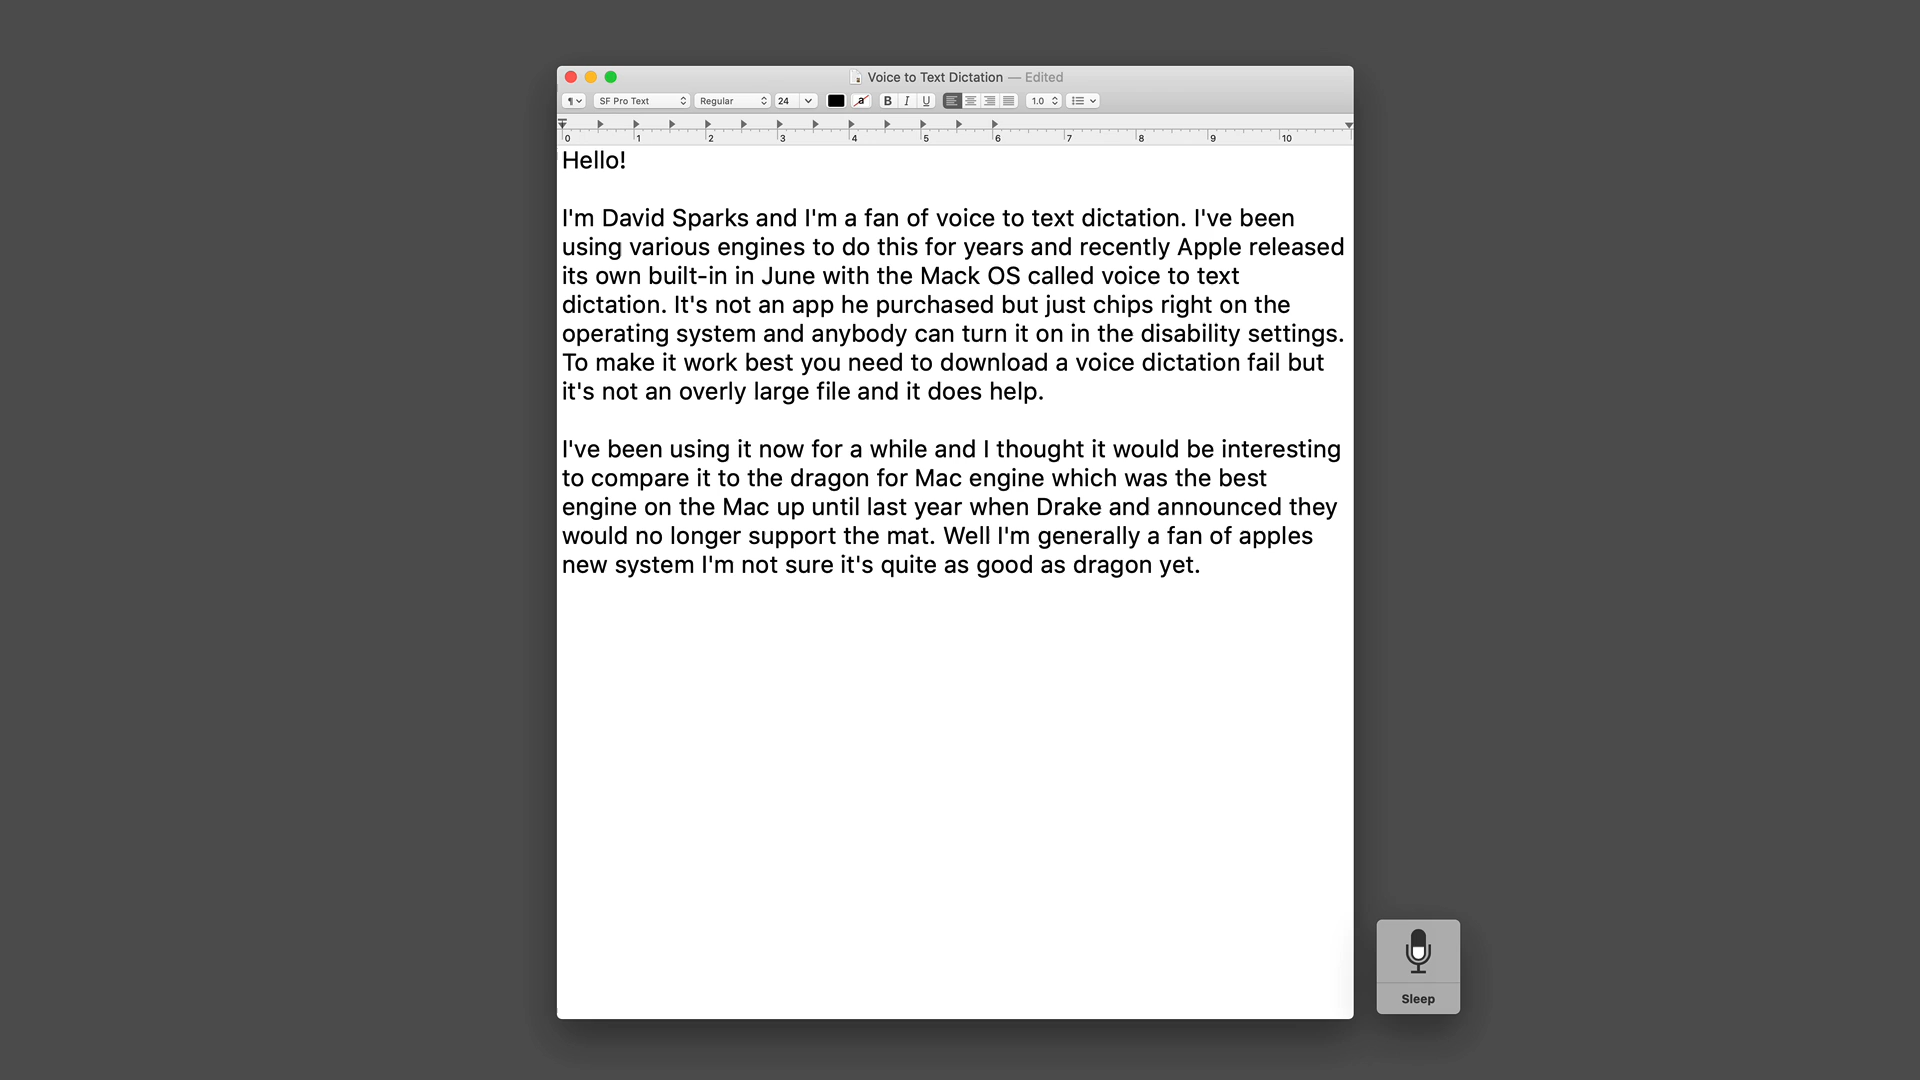 Voice to Text Dictation — Edited
¶ SF Pro Text Regular 24 a B I U 1.0
0 1 2 3 4 5 6 7 8 9 10
Hello!
I'm David Sparks and I'm a fan of voice to text dictation. I've been
using various engines to do this for years and recently Apple released
its own built-in in June with the Mack OS called voice to text
dictation. It's not an app he purchased but just chips right on the
operating system and anybody can turn it on in the disability settings.
To make it work best you need to download a voice dictation fail but
it's not an overly large file and it does help.
I've been using it now for a while and I thought it would be interesting
to compare it to the dragon for Mac engine which was the best
engine on the Mac up until last year when Drake and announced they
would no longer support the mat. Well I'm generally a fan of apples
new system I'm not sure it's quite as good as dragon yet.
Sleep